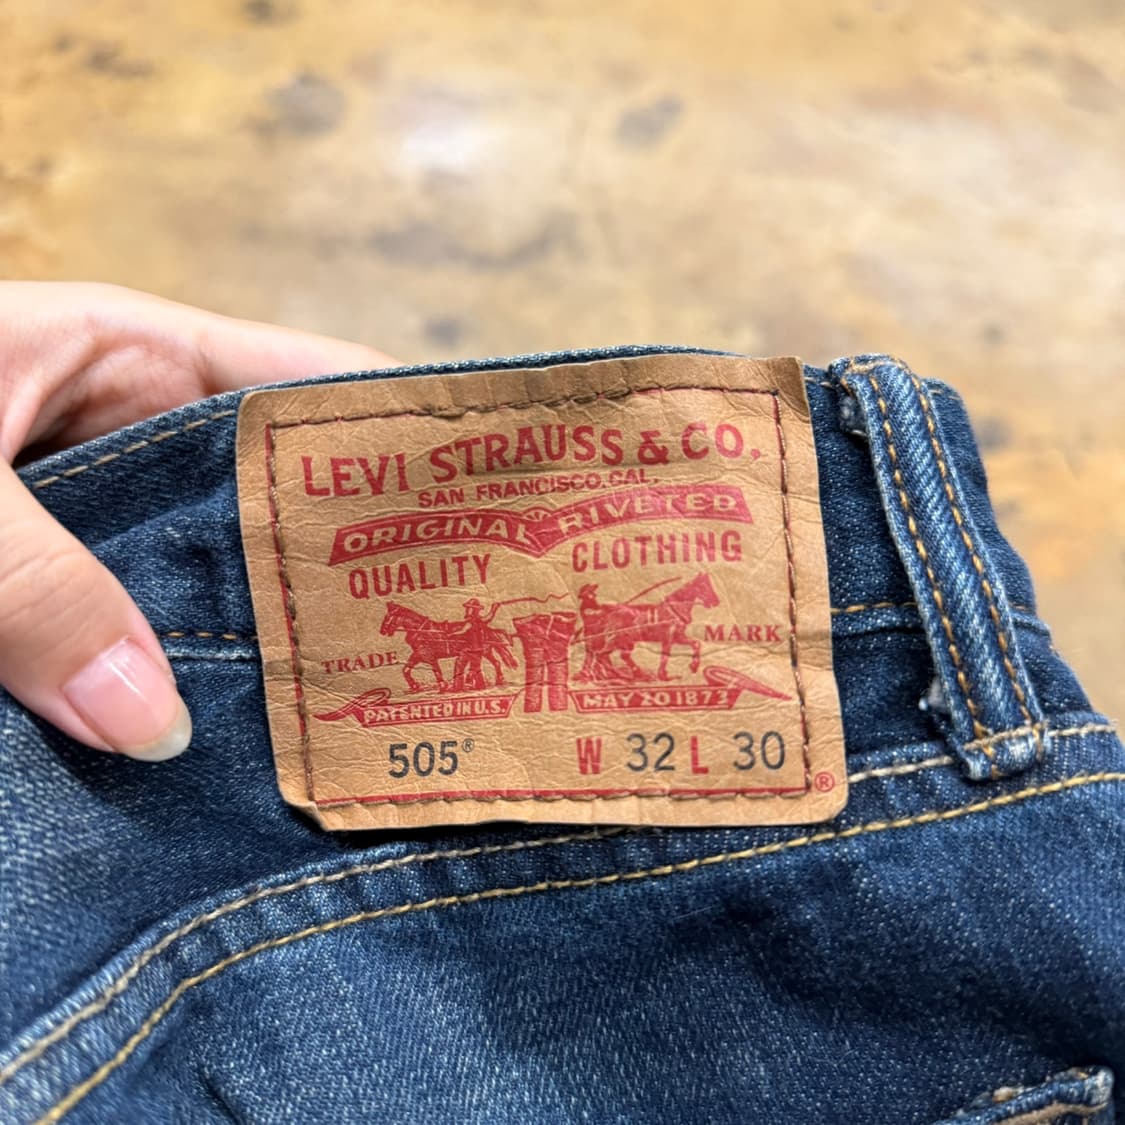 LEVI STRAUSS & CO.
SAN FRANCISCO, CAL.
ORIGINAL RIVETED
QUALITY CLOTHING
TRADE MARK
PATENTED IN U.S. MAY 20 1873
505® W 32 L 30
®